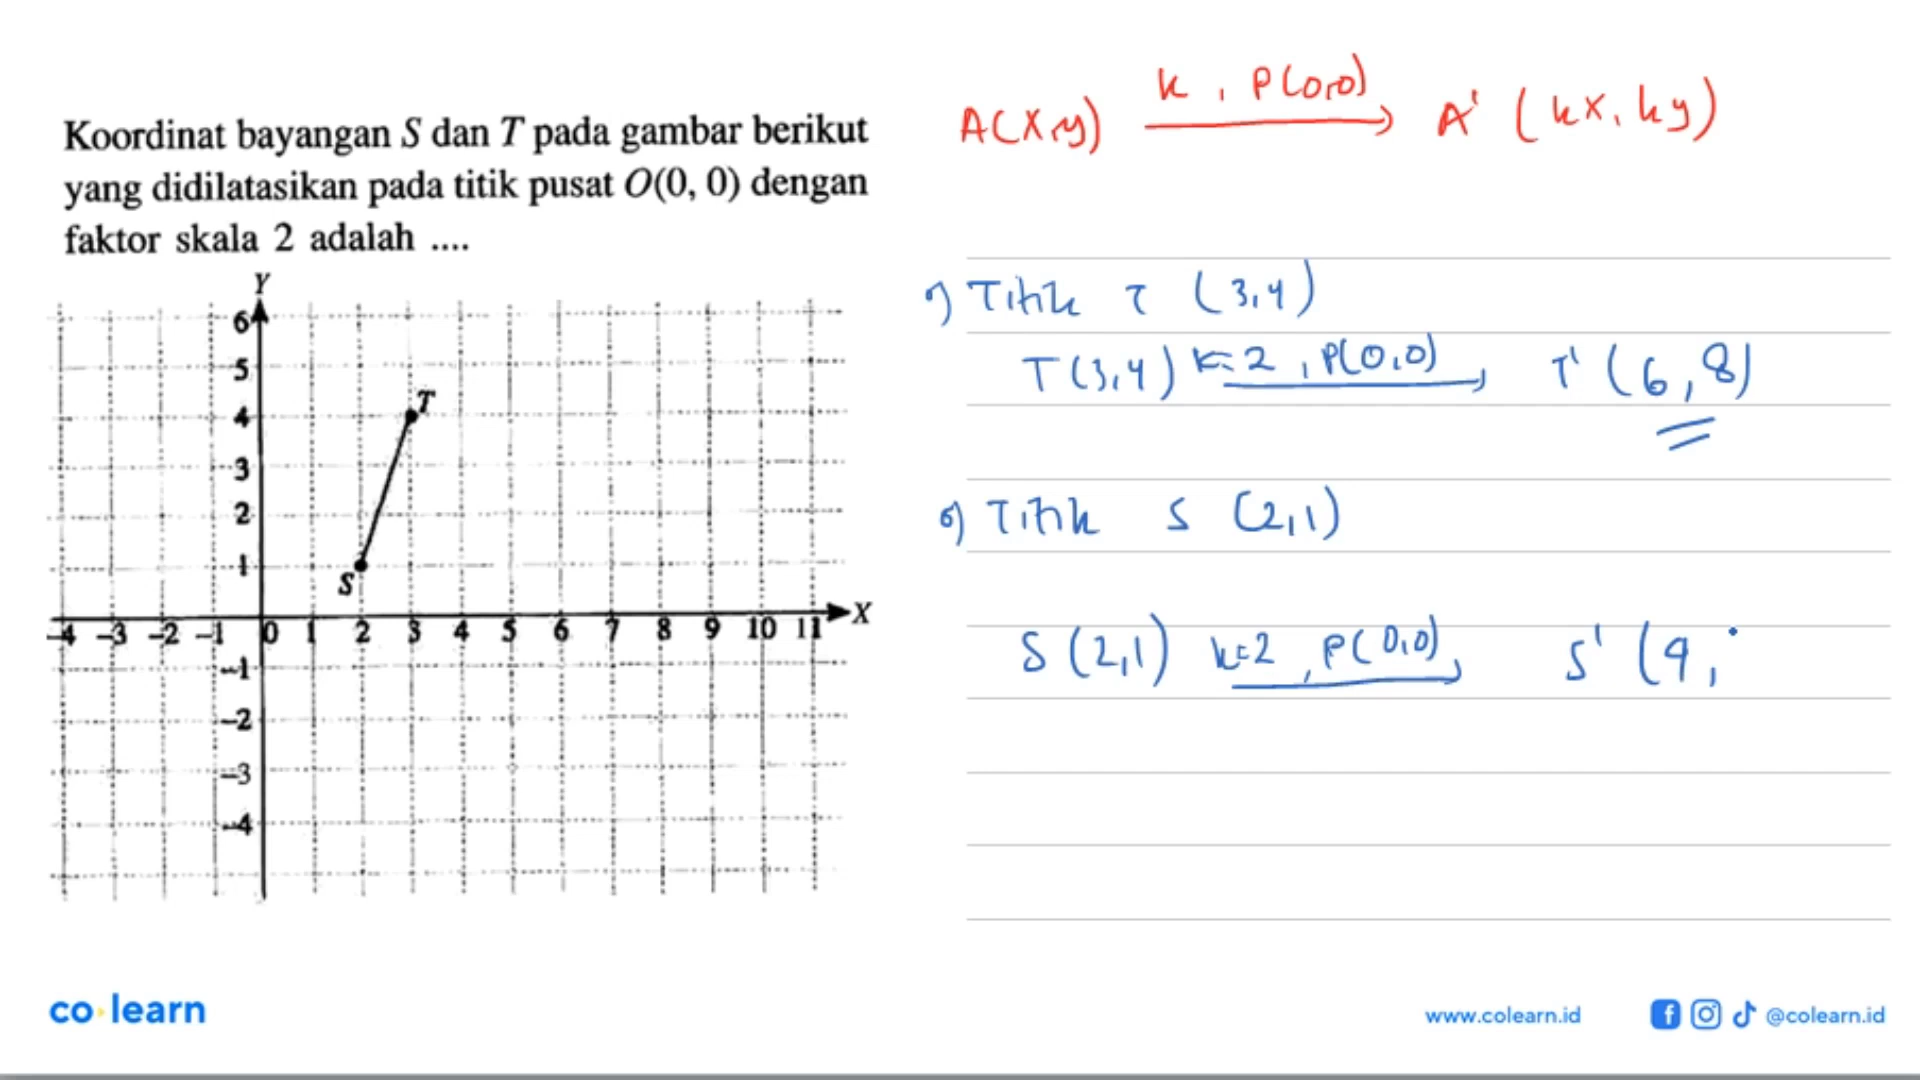 Koordinat bayangan S dan T pada gambar berikut
yang didilatasikan pada titik pusat O(0, 0) dengan
faktor skala 2 adalah ....
Y
6
5
4
T
3
2
1
S
X
-4 -3 -2 -1 0 1 2 3 4 5 6 7 8 9 10 11
-1
-2
-3
-4
A(x,y) k, P(0,0) → A' (kx, ky)
Titik T (3,4)
T(3,4) k=2, P(0,0) → T' (6,8)
Titik S (2,1)
S(2,1) k=2, P(0,0) → S' (4,
co learn
www.colearn.id
@colearn.id